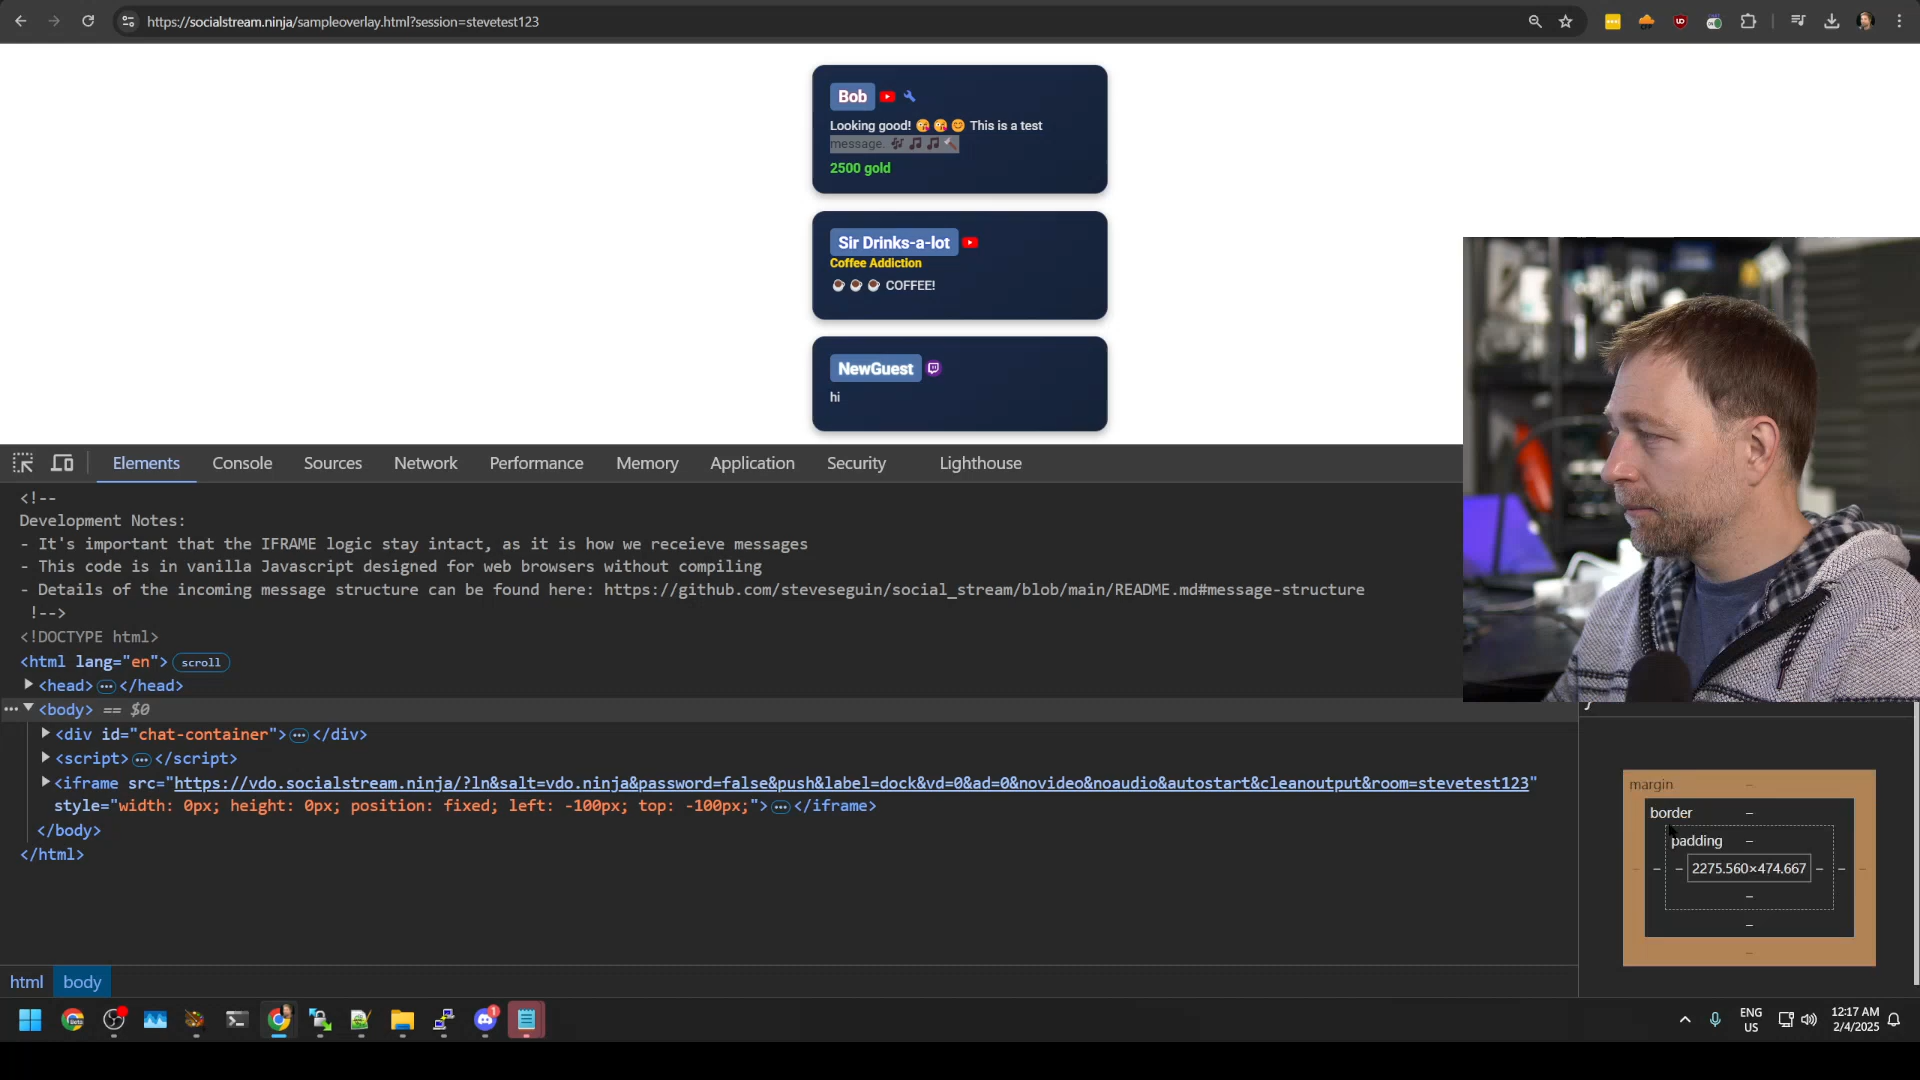 https://socialstream.ninja/sampleoverlay.html?session=stevetest123
Bob
Looking good! 😘 😘 😊 This is a test
message. 🎶 🎵 🎵 🔨
2500 gold
Sir Drinks-a-lot
Coffee Addiction
☕ ☕ ☕ COFFEE!
NewGuest
hi
Elements
Console
Sources
Network
Performance
Memory
Application
Security
Lighthouse
<!--
Development Notes:
- It's important that the IFRAME logic stay intact, as it is how we receieve messages
- This code is in vanilla Javascript designed for web browsers without compiling
- Details of the incoming message structure can be found here: https://github.com/steveseguin/social_stream/blob/main/README.md#message-structure
!-->
<!DOCTYPE html>
<html lang="en"> scroll
<head> ••• </head>
••• <body> == $0
<div id="chat-container"> ••• </div>
<script> ••• </script>
<iframe src="https://vdo.socialstream.ninja/?ln&salt=vdo.ninja&password=false&push&label=dock&vd=0&ad=0&novideo&noaudio&autostart&cleanoutput&room=stevetest123"
style="width: 0px; height: 0px; position: fixed; left: -100px; top: -100px;"> ••• </iframe>
</body>
</html>
}
margin –
border –
padding –
– – – 2275.560×474.667 – – –
–
–
–
html body
1
ENG
US
12:17 AM
2/4/2025